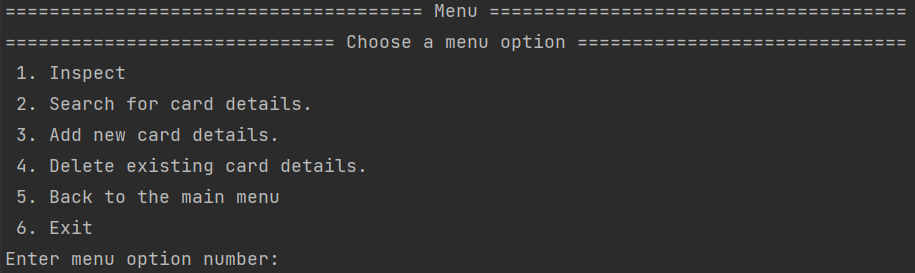 ====================================== Menu ======================================
============================== Choose a menu option ==============================
1. Inspect
2. Search for card details.
3. Add new card details.
4. Delete existing card details.
5. Back to the main menu
6. Exit
Enter menu option number: